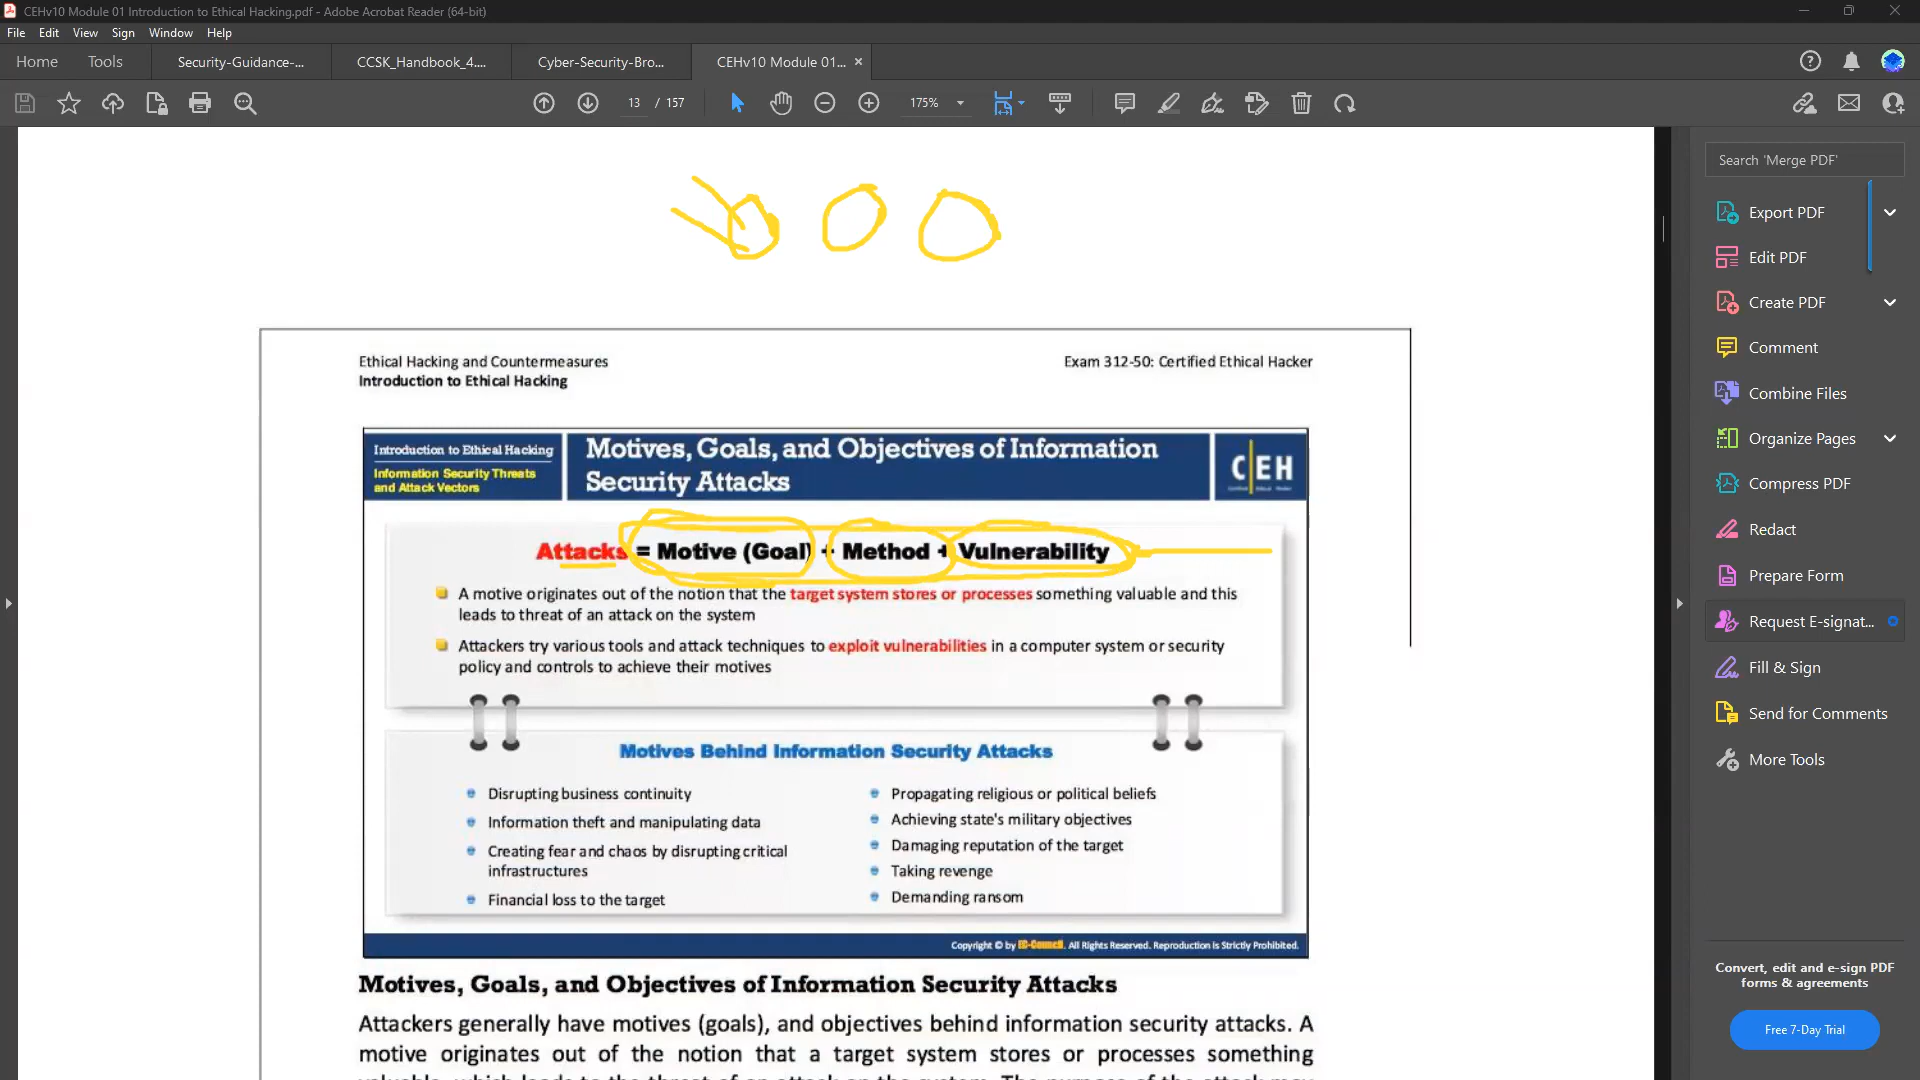 CEHv10 Module 01 Introduction to Ethical Hacking.pdf - Adobe Acrobat Reader (64-bit)
File Edit View Sign Window Help
Home Tools Security-Guidance-... CCSK_Handbook_4.... Cyber-Security-Bro... CEHv10 Module 01... ×
13 / 157 175%
Search 'Merge PDF'
Export PDF
Edit PDF
Create PDF
Comment
Combine Files
Organize Pages
Compress PDF
Redact
Prepare Form
Request E-signat...
Fill & Sign
Send for Comments
More Tools
Convert, edit and e-sign PDF
forms & agreements
Free 7-Day Trial
Ethical Hacking and Countermeasures Exam 312-50: Certified Ethical Hacker
Introduction to Ethical Hacking
Introduction to Ethical Hacking
Information Security Threats
and Attack Vectors
Motives, Goals, and Objectives of Information
Security Attacks
CEH
Attacks = Motive (Goal) + Method + Vulnerability
A motive originates out of the notion that the target system stores or processes something valuable and this
leads to threat of an attack on the system
Attackers try various tools and attack techniques to exploit vulnerabilities in a computer system or security
policy and controls to achieve their motives
Motives Behind Information Security Attacks
Disrupting business continuity
Information theft and manipulating data
Creating fear and chaos by disrupting critical
infrastructures
Financial loss to the target
Propagating religious or political beliefs
Achieving state's military objectives
Damaging reputation of the target
Taking revenge
Demanding ransom
Copyright © by EC-Council. All Rights Reserved. Reproduction is Strictly Prohibited.
Motives, Goals, and Objectives of Information Security Attacks
Attackers generally have motives (goals), and objectives behind information security attacks. A
motive originates out of the notion that a target system stores or processes something